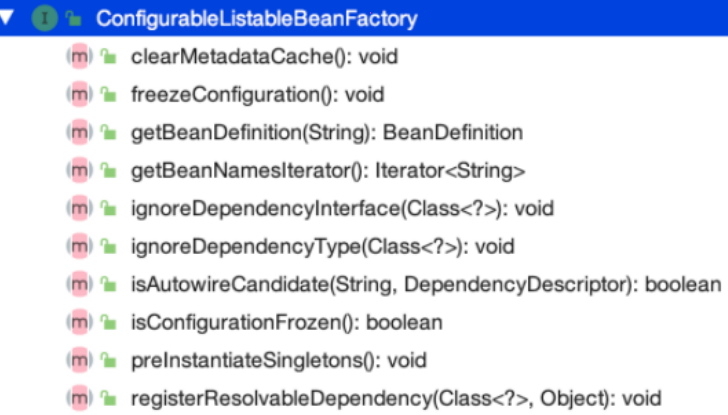 I ConfigurableListableBeanFactory
m clearMetadataCache(): void
m freezeConfiguration(): void
m getBeanDefinition(String): BeanDefinition
m getBeanNamesIterator(): Iterator<String>
m ignoreDependencyInterface(Class<?>): void
m ignoreDependencyType(Class<?>): void
m isAutowireCandidate(String, DependencyDescriptor): boolean
m isConfigurationFrozen(): boolean
m preInstantiateSingletons(): void
m registerResolvableDependency(Class<?>, Object): void